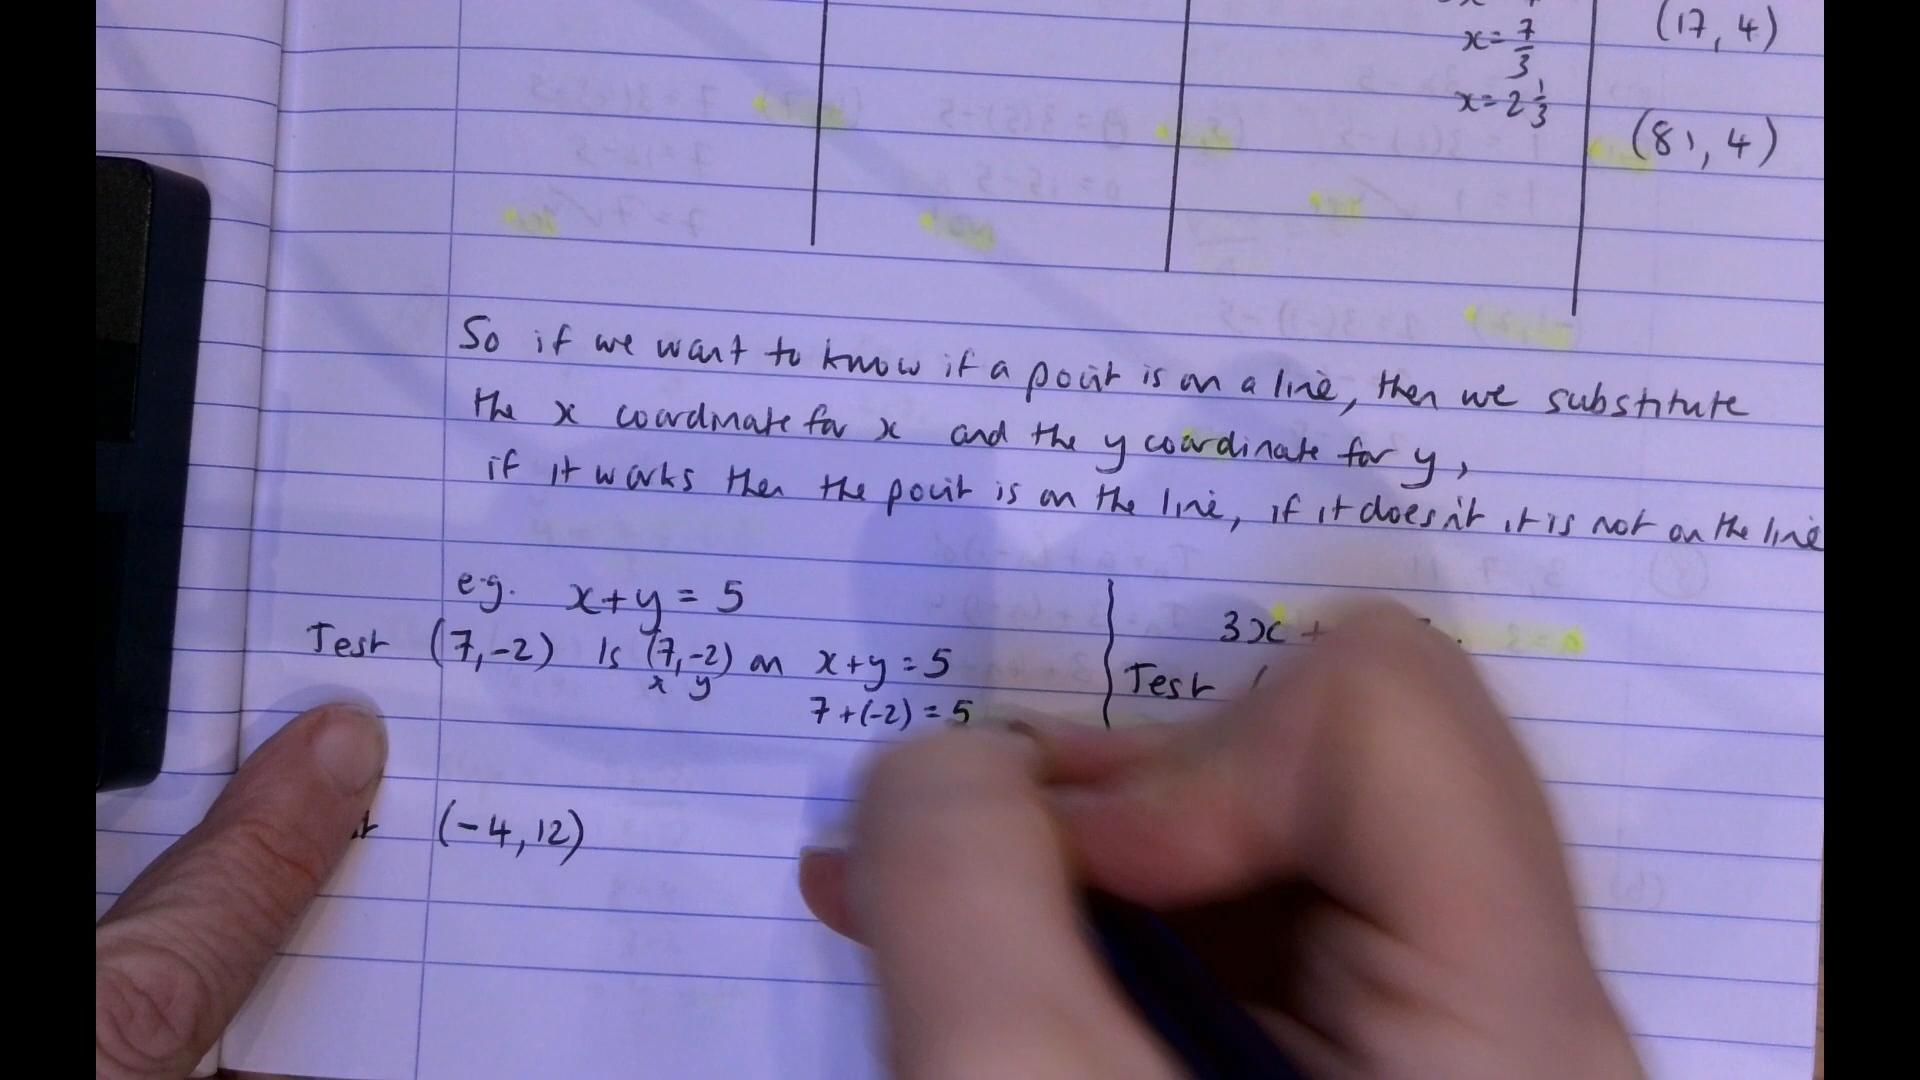 x = 7/3
x = 2 1/3
(17, 4)
(81, 4)
So if we want to know if a point is on a line, then we substitute
the x coordinate for x and the y coordinate for y,
if it works then the point is on the line, if it doesn't it is not on the line
e.g. x + y = 5
Test (7, -2) Is (7, -2) on x + y = 5
x y
7 + (-2) = 5
(-4, 12)
3x +
Test (